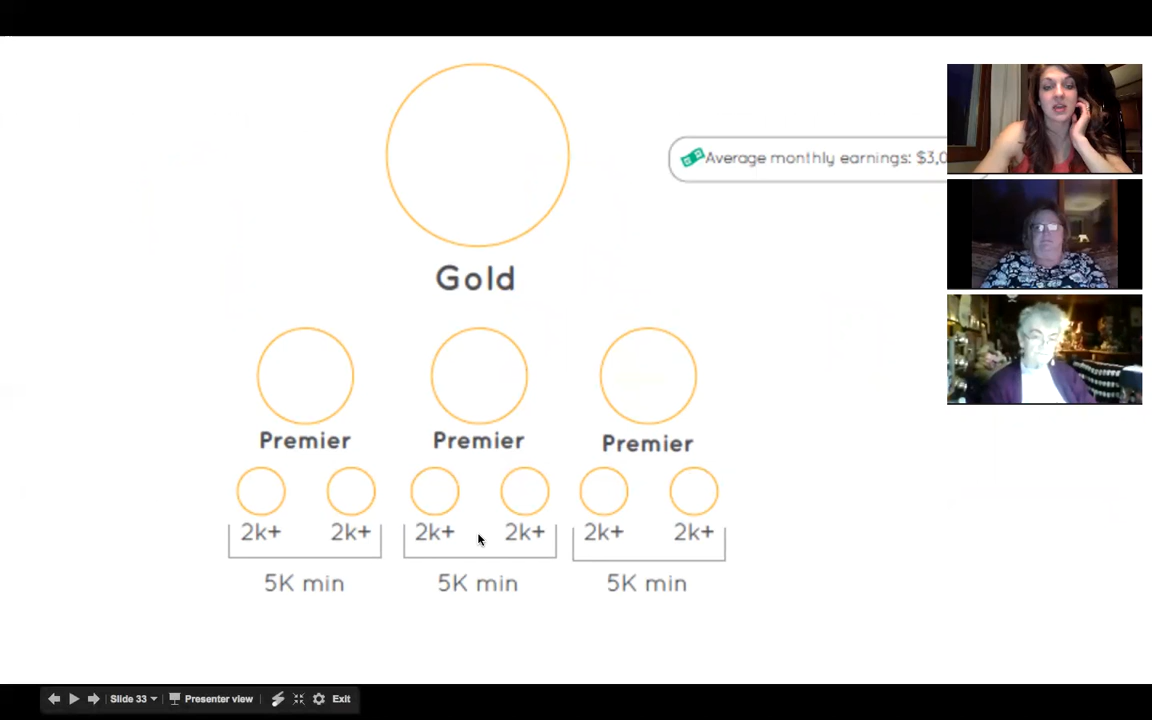 Average monthly earnings: $3,0
Gold
Premier Premier Premier
2k+ 2k+ 2k+ 2k+ 2k+ 2k+
5K min 5K min 5K min
Slide 33 Presenter view Exit